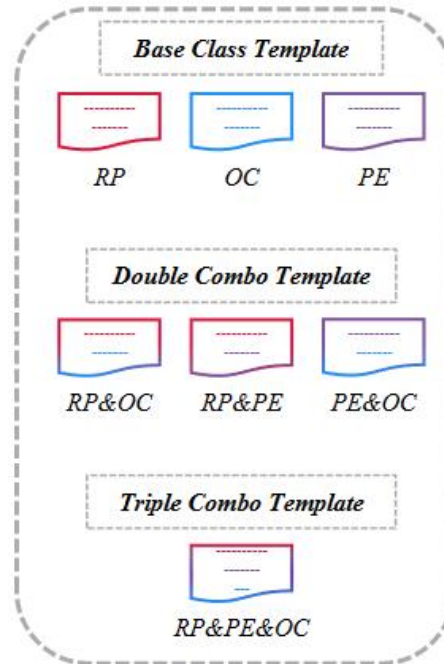 Base Class Template
RP OC PE
Double Combo Template
RP&OC RP&PE PE&OC
Triple Combo Template
RP&PE&OC